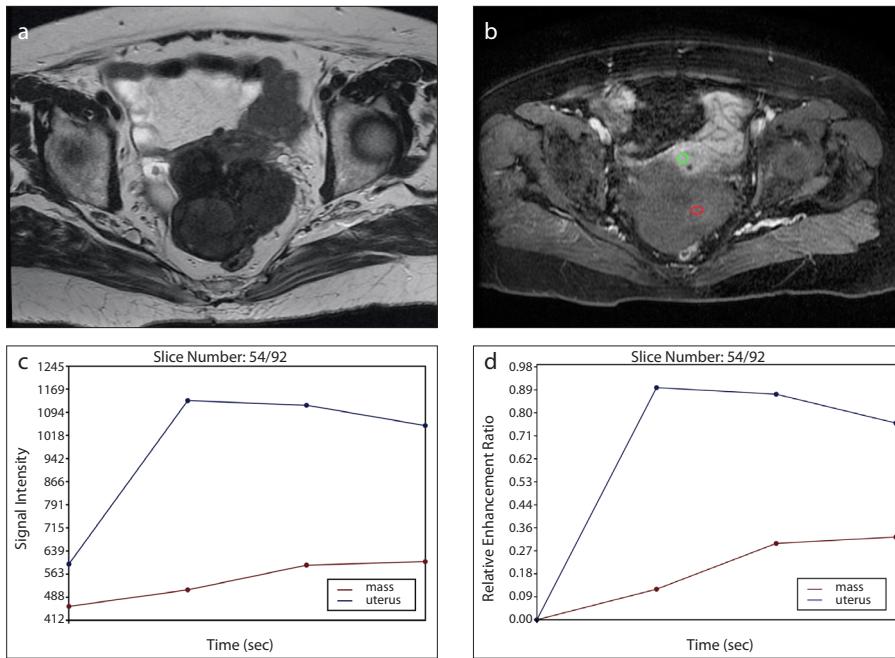 a
b
c
Slice Number: 54/92
1245
1169
1094
1018
942
866
791
715
639
563
488
412
Signal Intensity
mass
uterus
Time (sec)
d
Slice Number: 54/92
0.98
0.89
0.80
0.71
0.62
0.53
0.44
0.36
0.27
0.18
0.09
0.00
Relative Enhancement Ratio
mass
uterus
Time (sec)